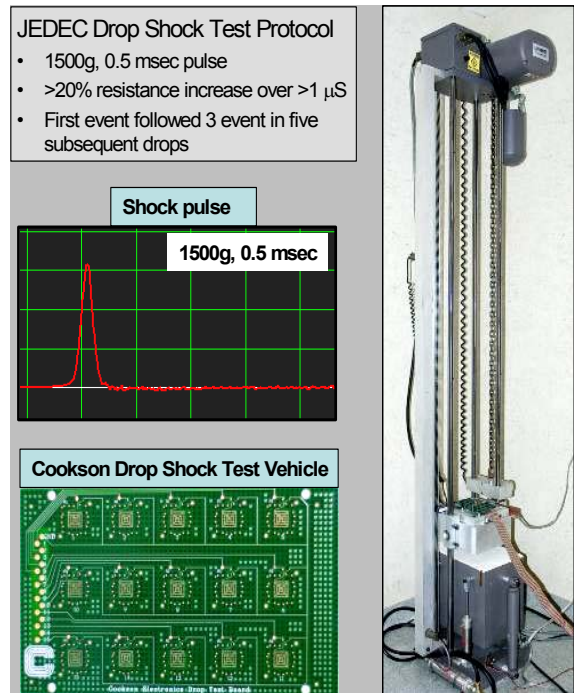 JEDEC Drop Shock Test Protocol
• 1500g, 0.5 msec pulse
• >20% resistance increase over >1 μS
• First event followed 3 event in five
subsequent drops
Shock pulse
1500g, 0.5 msec
Cookson Drop Shock Test Vehicle
GND
Cookson Electronics Drop Test Board